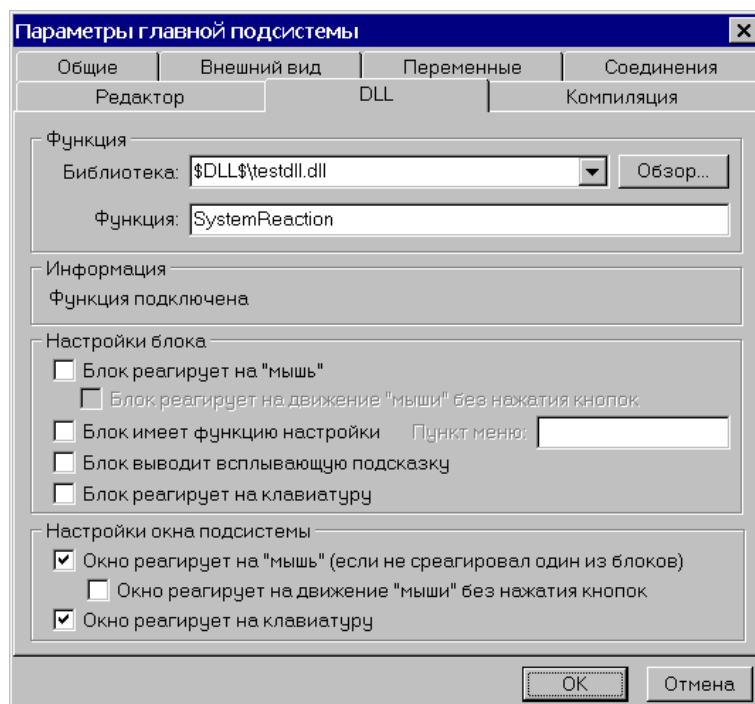 Параметры главной подсистемы
Общие Внешний вид Переменные Соединения
Редактор DLL Компиляция
Функция
Библиотека: $DLL$\testdll.dll Обзор...
Функция: SystemReaction
Информация
Функция подключена
Настройки блока
Блок реагирует на "мышь"
Блок реагирует на движение "мыши" без нажатия кнопок
Блок имеет функцию настройки Пункт меню:
Блок выводит всплывающую подсказку
Блок реагирует на клавиатуру
Настройки окна подсистемы
Окно реагирует на "мышь" (если не среагировал один из блоков)
Окно реагирует на движение "мыши" без нажатия кнопок
Окно реагирует на клавиатуру
OK Отмена